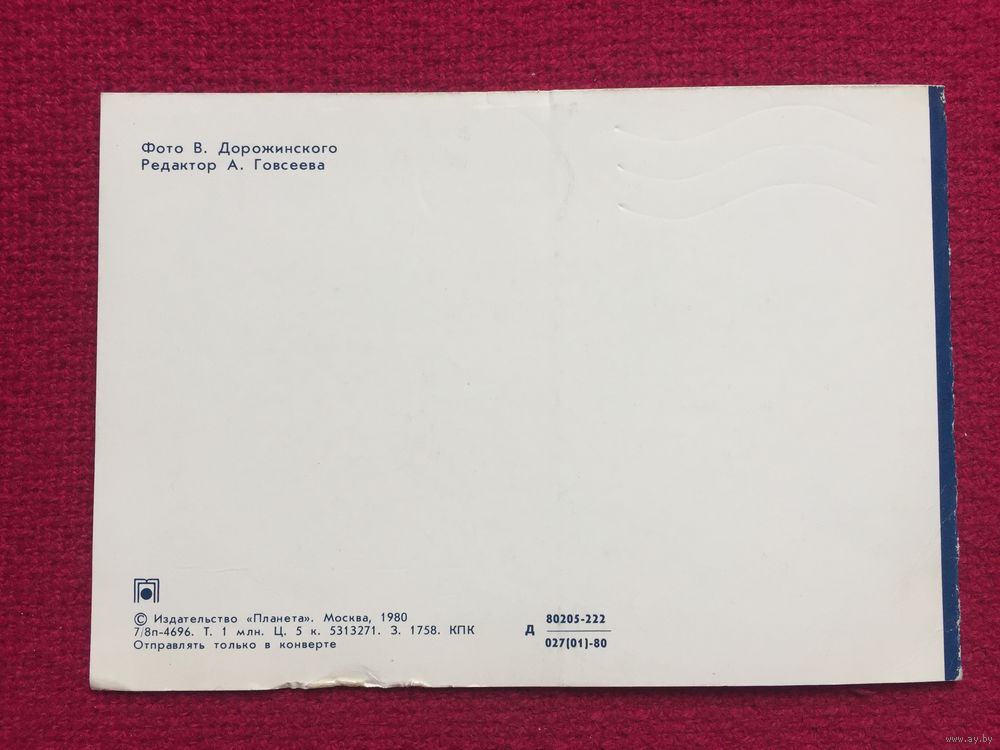 Фото В. Дорожинского
Редактор А. Говсеева
© Издательство «Планета». Москва, 1980
7/8п-4696. Т. 1 млн. Ц. 5 к. 5313271. З. 1758. КПК
Отправлять только в конверте
Д 80205-222
027(01)-80
www.ay.by